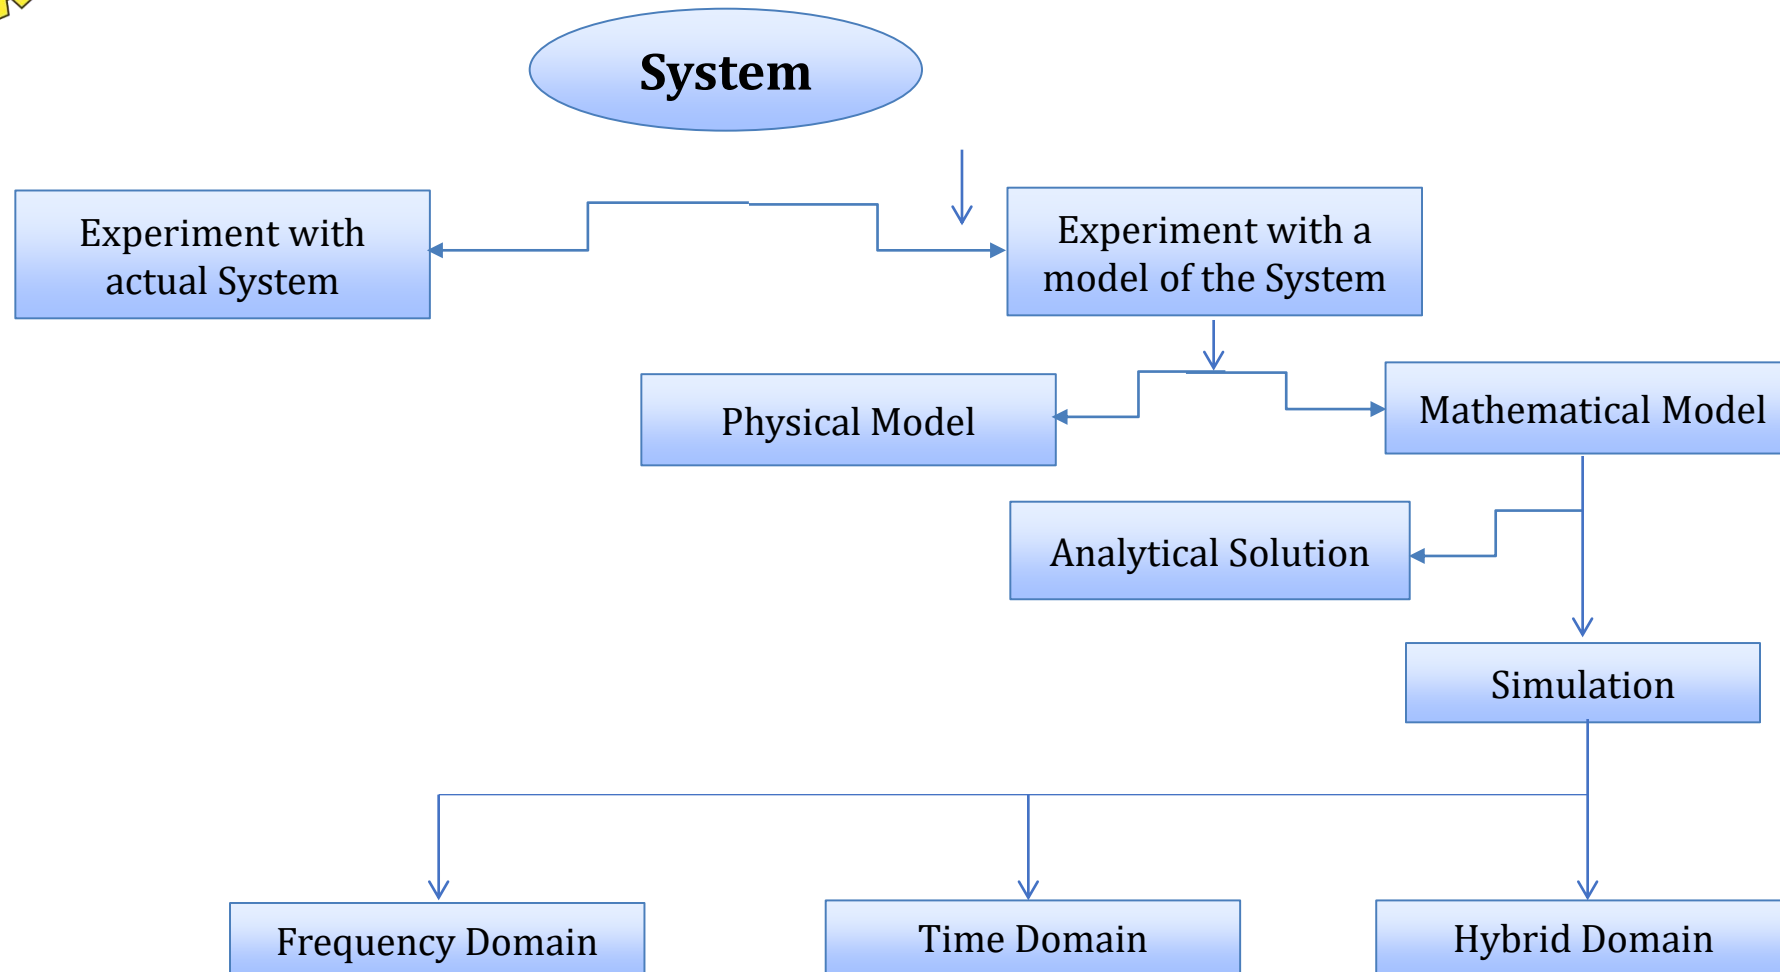 System
Experiment with
actual System
Experiment with a
model of the System
Physical Model
Mathematical Model
Analytical Solution
Simulation
Frequency Domain
Time Domain
Hybrid Domain